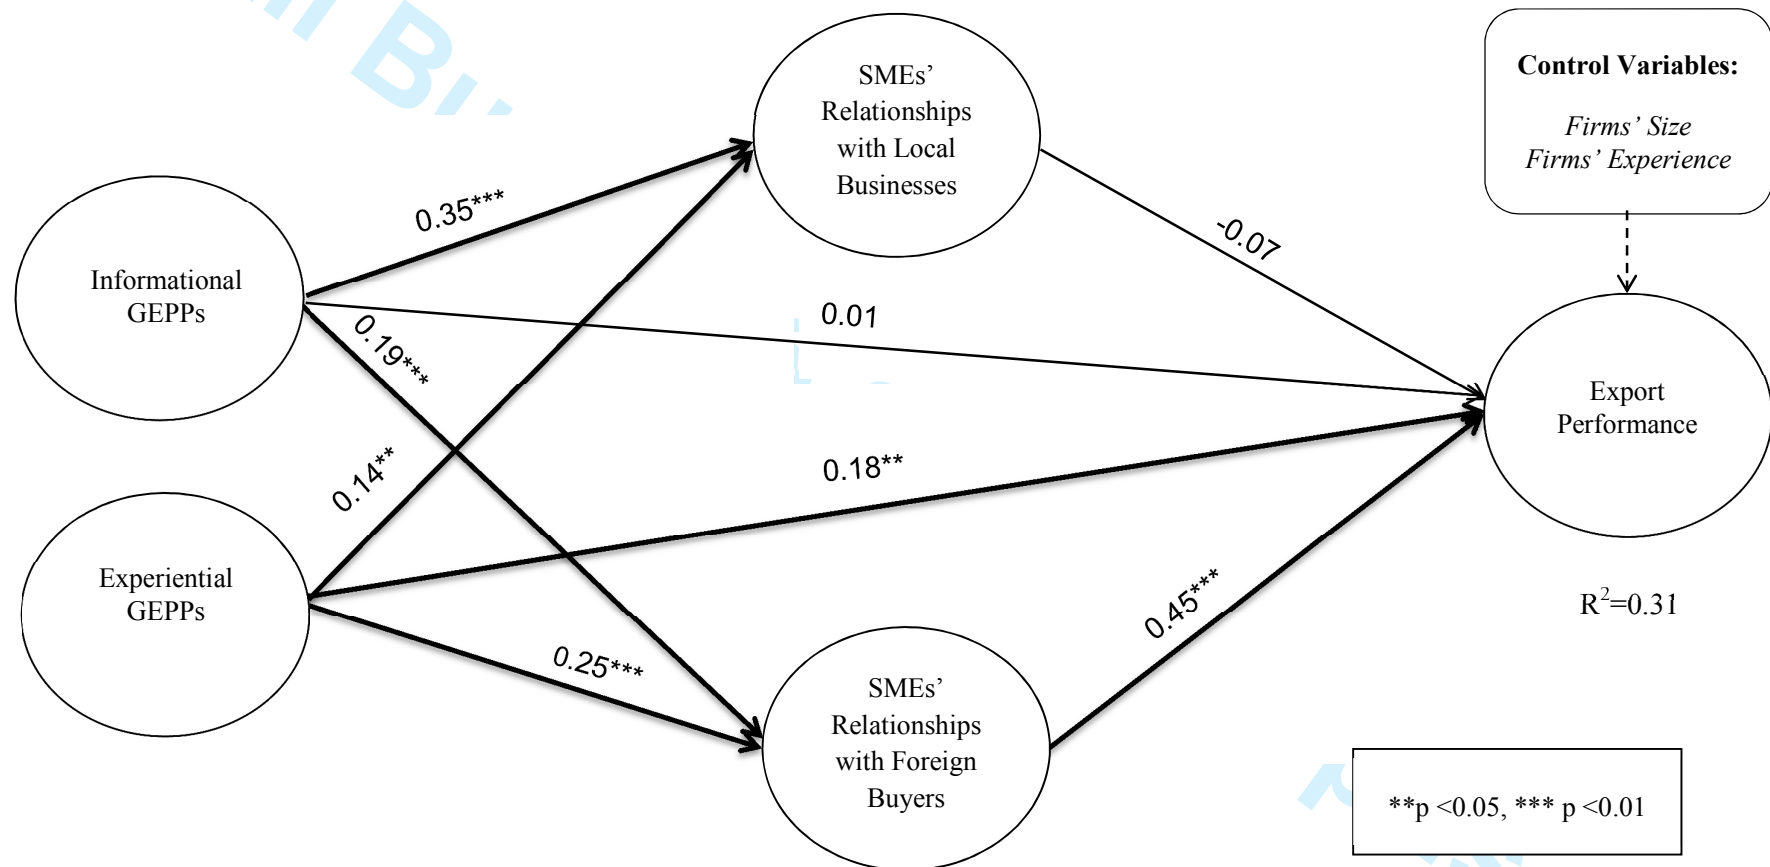 SMEs'
Relationships
with Local
Businesses
Control Variables:
Firms' Size
Firms' Experience
0.35***
-0.07
Informational
GEPPs
0.01
0.19***
Export
Performance
0.14**
0.18**
Experiential
GEPPs
0.45***
R²=0.31
0.25***
SMEs'
Relationships
with Foreign
Buyers
**p <0.05, *** p <0.01